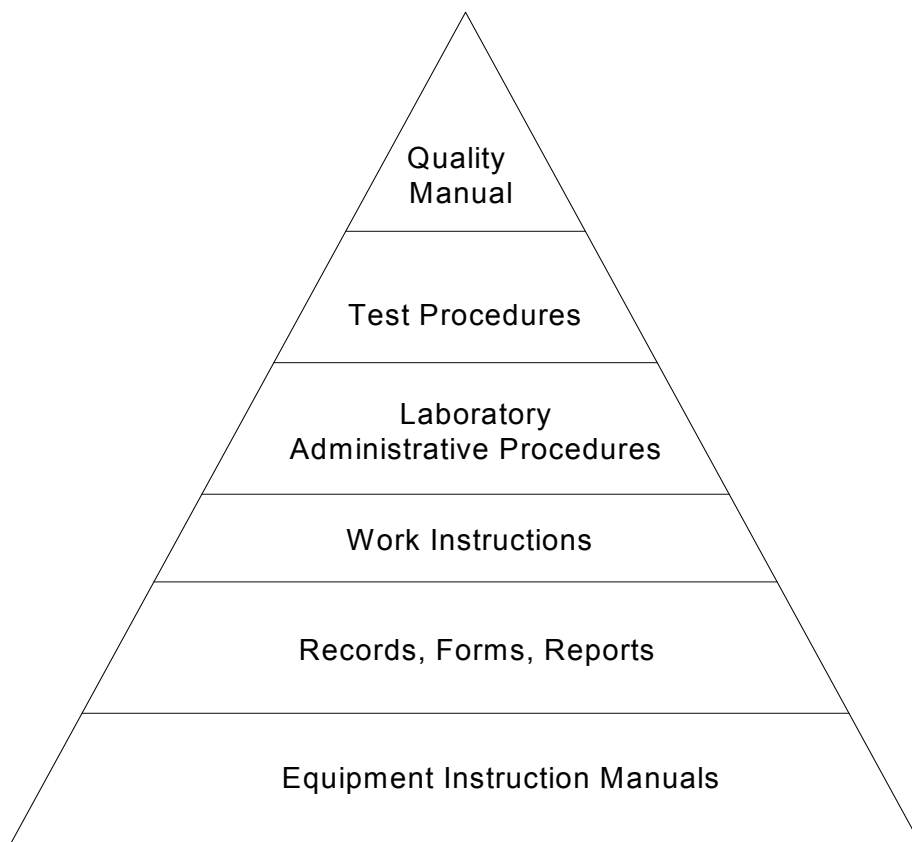 Quality
Manual
Test Procedures
Laboratory
Administrative Procedures
Work Instructions
Records, Forms, Reports
Equipment Instruction Manuals